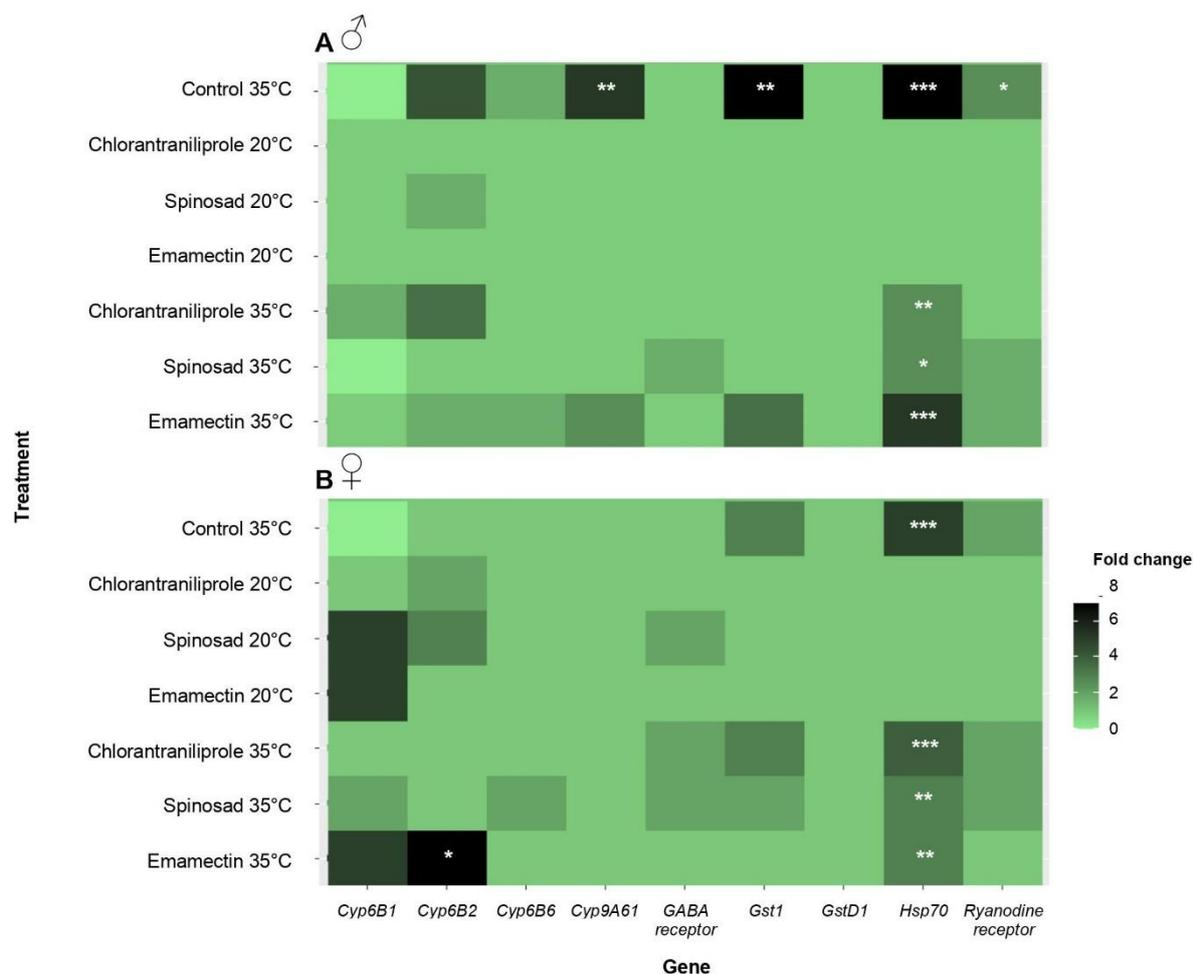 A ♂
Control 35°C
** ** *** *
Chlorantraniliprole 20°C
Spinosad 20°C
Emamectin 20°C
Chlorantraniliprole 35°C
**
Spinosad 35°C
*
Emamectin 35°C
***
Treatment
B ♀
Control 35°C
***
Chlorantraniliprole 20°C
Spinosad 20°C
Emamectin 20°C
Chlorantraniliprole 35°C
***
Spinosad 35°C
**
Emamectin 35°C
* **
Fold change
8
6
4
2
0
Cyp6B1 Cyp6B2 Cyp6B6 Cyp9A61 GABA Gst1 GstD1 Hsp70 Ryanodine
receptor receptor
Gene